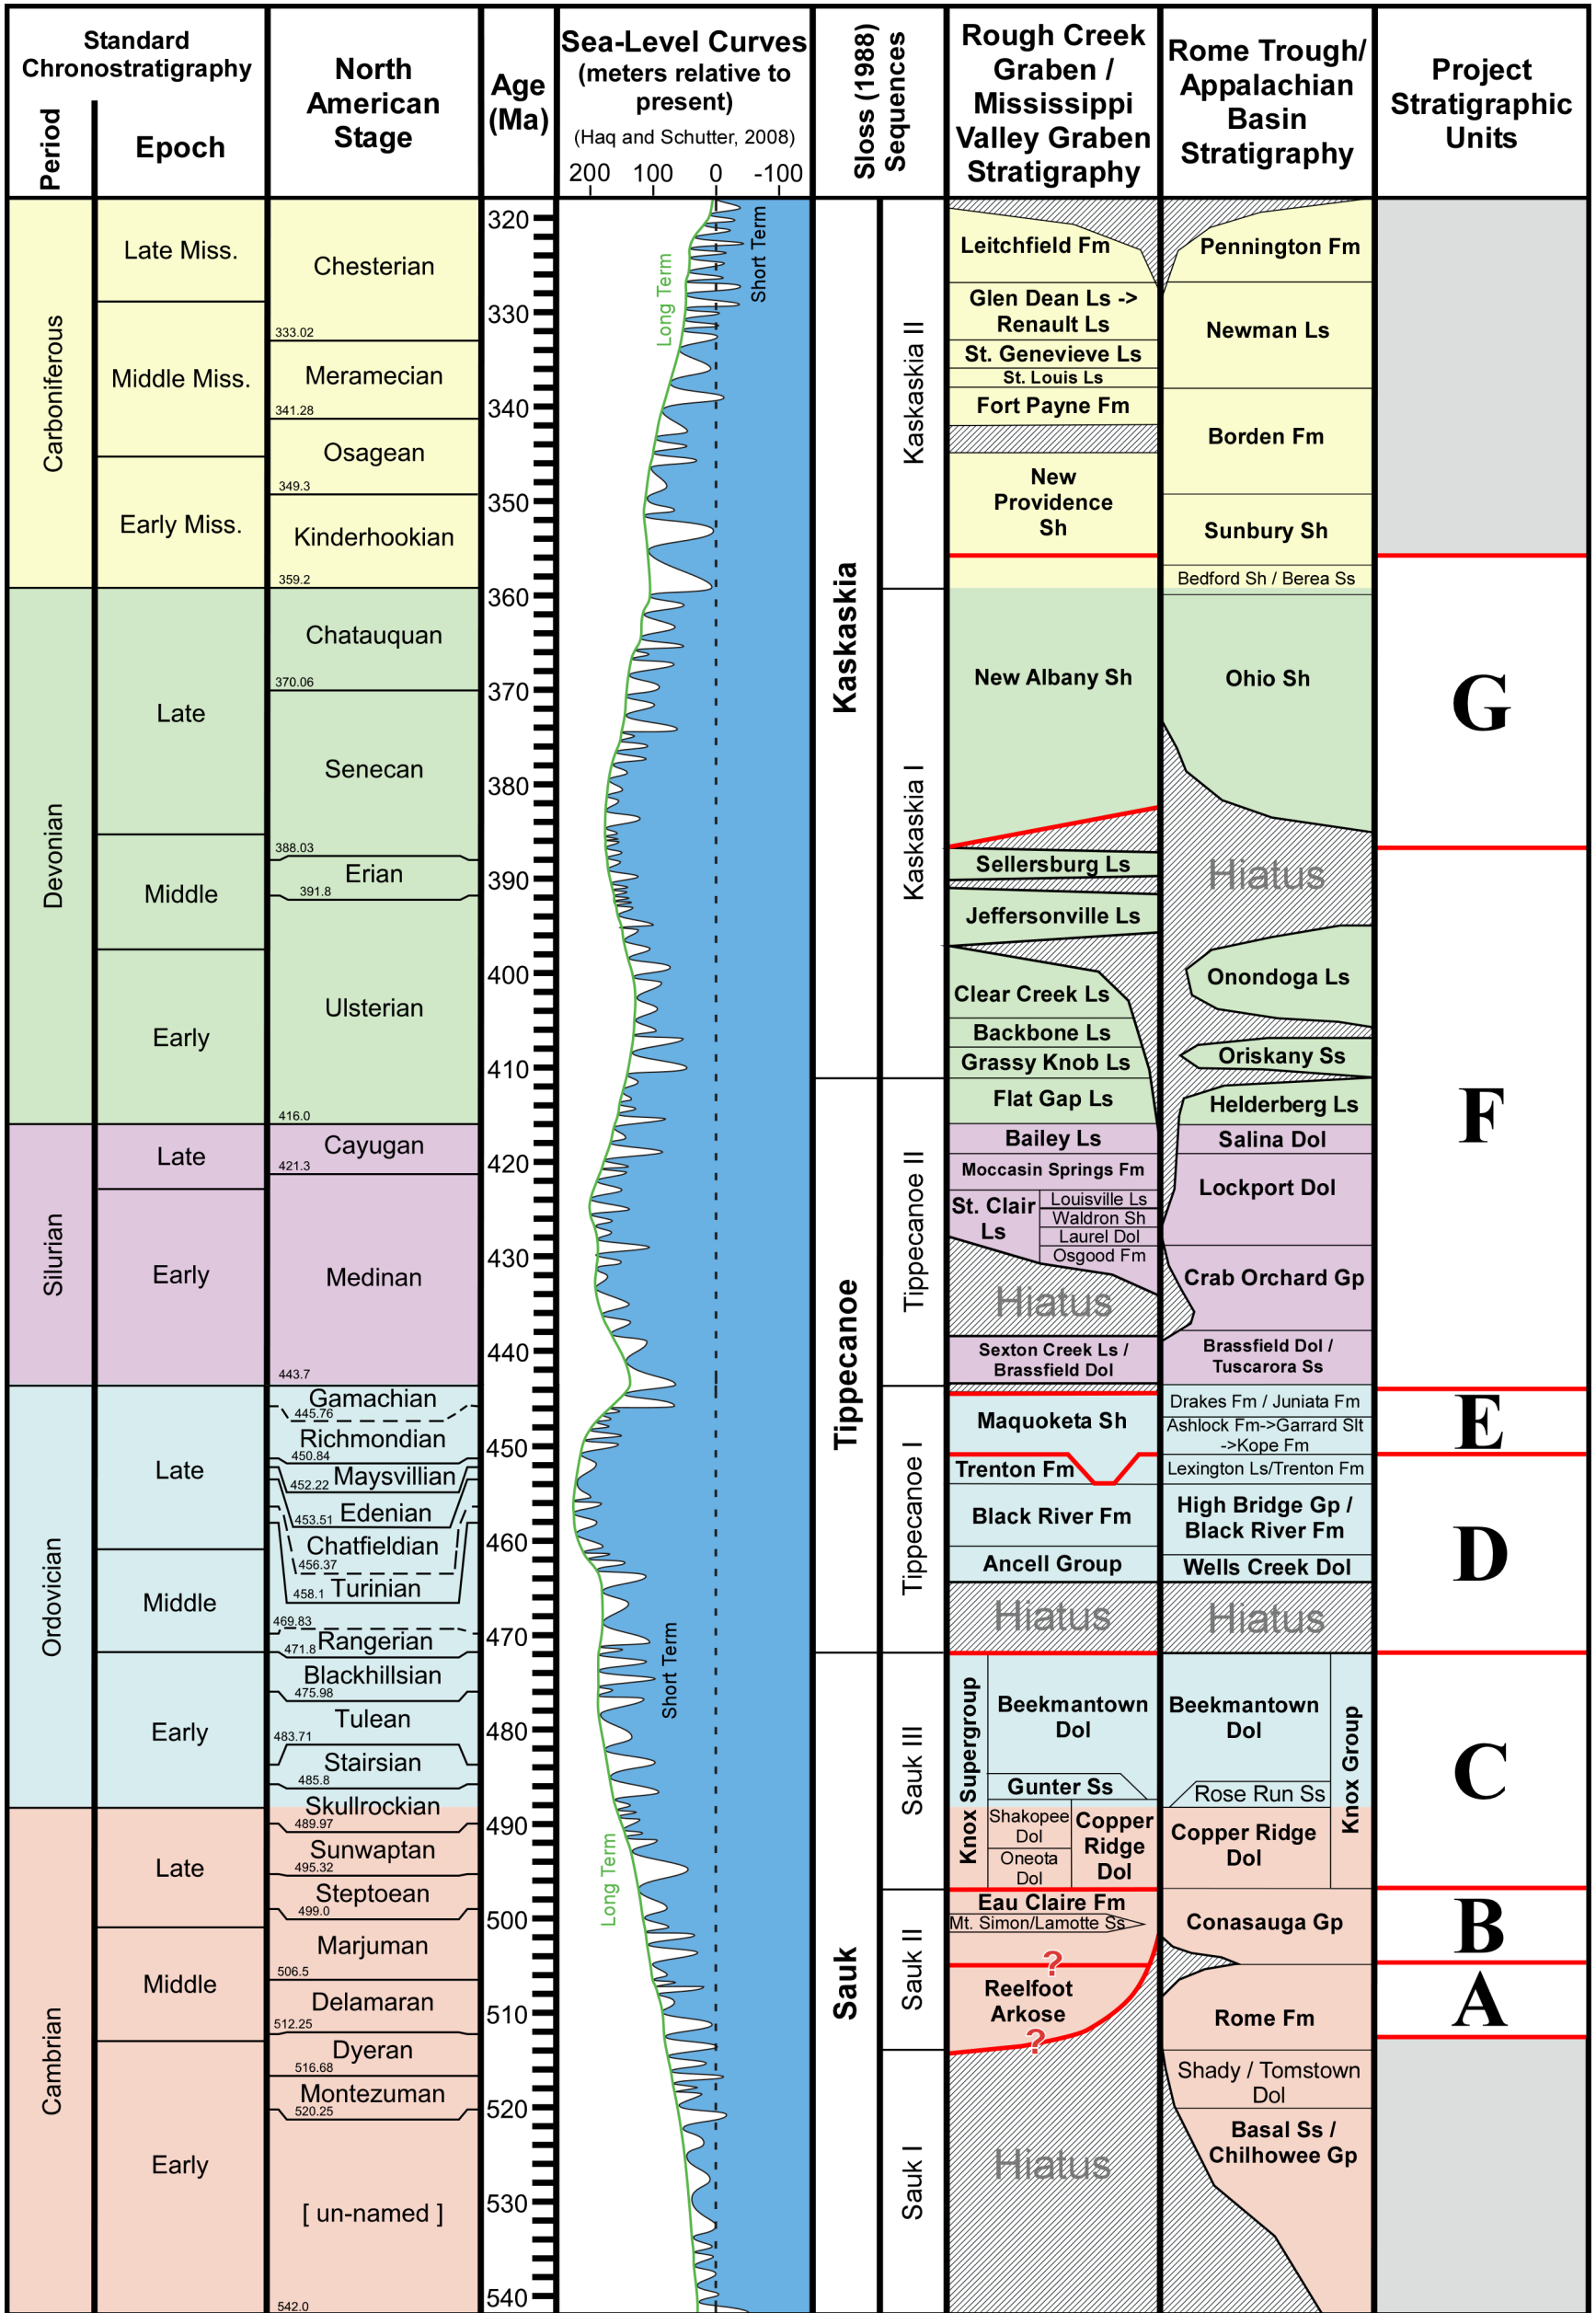 Standard
Chronostratigraphy
Period
Epoch
North
American
Stage
Age
(Ma)
Sea-Level Curves
(meters relative to
present)
(Haq and Schutter, 2008)
200 100 0 -100
Sloss (1988)
Sequences
Rough Creek
Graben /
Mississippi
Valley Graben
Stratigraphy
Rome Trough/
Appalachian
Basin
Stratigraphy
Project
Stratigraphic
Units
Carboniferous
Devonian
Silurian
Ordovician
Cambrian
Late Miss.
Middle Miss.
Early Miss.
Late
Middle
Early
Late
Early
Late
Middle
Early
Late
Middle
Early
Chesterian
333.02
Meramecian
341.28
Osagean
349.3
Kinderhookian
359.2
Chatauquan
370.06
Senecan
388.03
Erian
391.8
Ulsterian
416.0
Cayugan
421.3
Medinan
443.7
Gamachian
445.76
Richmondian
450.84
Maysvillian
452.22
Edenian
453.51
Chatfieldian
456.37
Turinian
458.1
469.83
Rangerian
471.8
Blackhillsian
475.98
Tulean
483.71
Stairsian
485.8
Skullrockian
489.97
Sunwaptan
495.32
Steptoean
499.0
Marjuman
506.5
Delamaran
512.25
Dyeran
516.68
Montezuman
520.25
[ un-named ]
542.0
320
330
340
350
360
370
380
390
400
410
420
430
440
450
460
470
480
490
500
510
520
530
540
Long Term
Short Term
Short Term
Long Term
Kaskaskia
Tippecanoe
Sauk
Kaskaskia II
Kaskaskia I
Tippecanoe II
Tippecanoe I
Sauk III
Sauk II
Sauk I
Leitchfield Fm
Glen Dean Ls ->
Renault Ls
St. Genevieve Ls
St. Louis Ls
Fort Payne Fm
New
Providence
Sh
New Albany Sh
Sellersburg Ls
Jeffersonville Ls
Clear Creek Ls
Backbone Ls
Grassy Knob Ls
Flat Gap Ls
Bailey Ls
Moccasin Springs Fm
St. Clair
Ls
Louisville Ls
Waldron Sh
Laurel Dol
Osgood Fm
Hiatus
Sexton Creek Ls /
Brassfield Dol
Maquoketa Sh
Trenton Fm
Black River Fm
Ancell Group
Hiatus
Knox Supergroup
Beekmantown
Dol
Gunter Ss
Shakopee
Dol
Oneota
Dol
Copper
Ridge
Dol
Eau Claire Fm
Mt. Simon/Lamotte Ss
?
Reelfoot
Arkose
?
Hiatus
Pennington Fm
Newman Ls
Borden Fm
Sunbury Sh
Bedford Sh / Berea Ss
Ohio Sh
Hiatus
Onondoga Ls
Oriskany Ss
Helderberg Ls
Salina Dol
Lockport Dol
Crab Orchard Gp
Brassfield Dol /
Tuscarora Ss
Drakes Fm / Juniata Fm
Ashlock Fm->Garrard Slt
->Kope Fm
Lexington Ls/Trenton Fm
High Bridge Gp /
Black River Fm
Wells Creek Dol
Hiatus
Beekmantown
Dol
Knox Group
Rose Run Ss
Copper Ridge
Dol
Conasauga Gp
Rome Fm
Shady / Tomstown
Dol
Basal Ss /
Chilhowee Gp
G
F
E
D
C
B
A